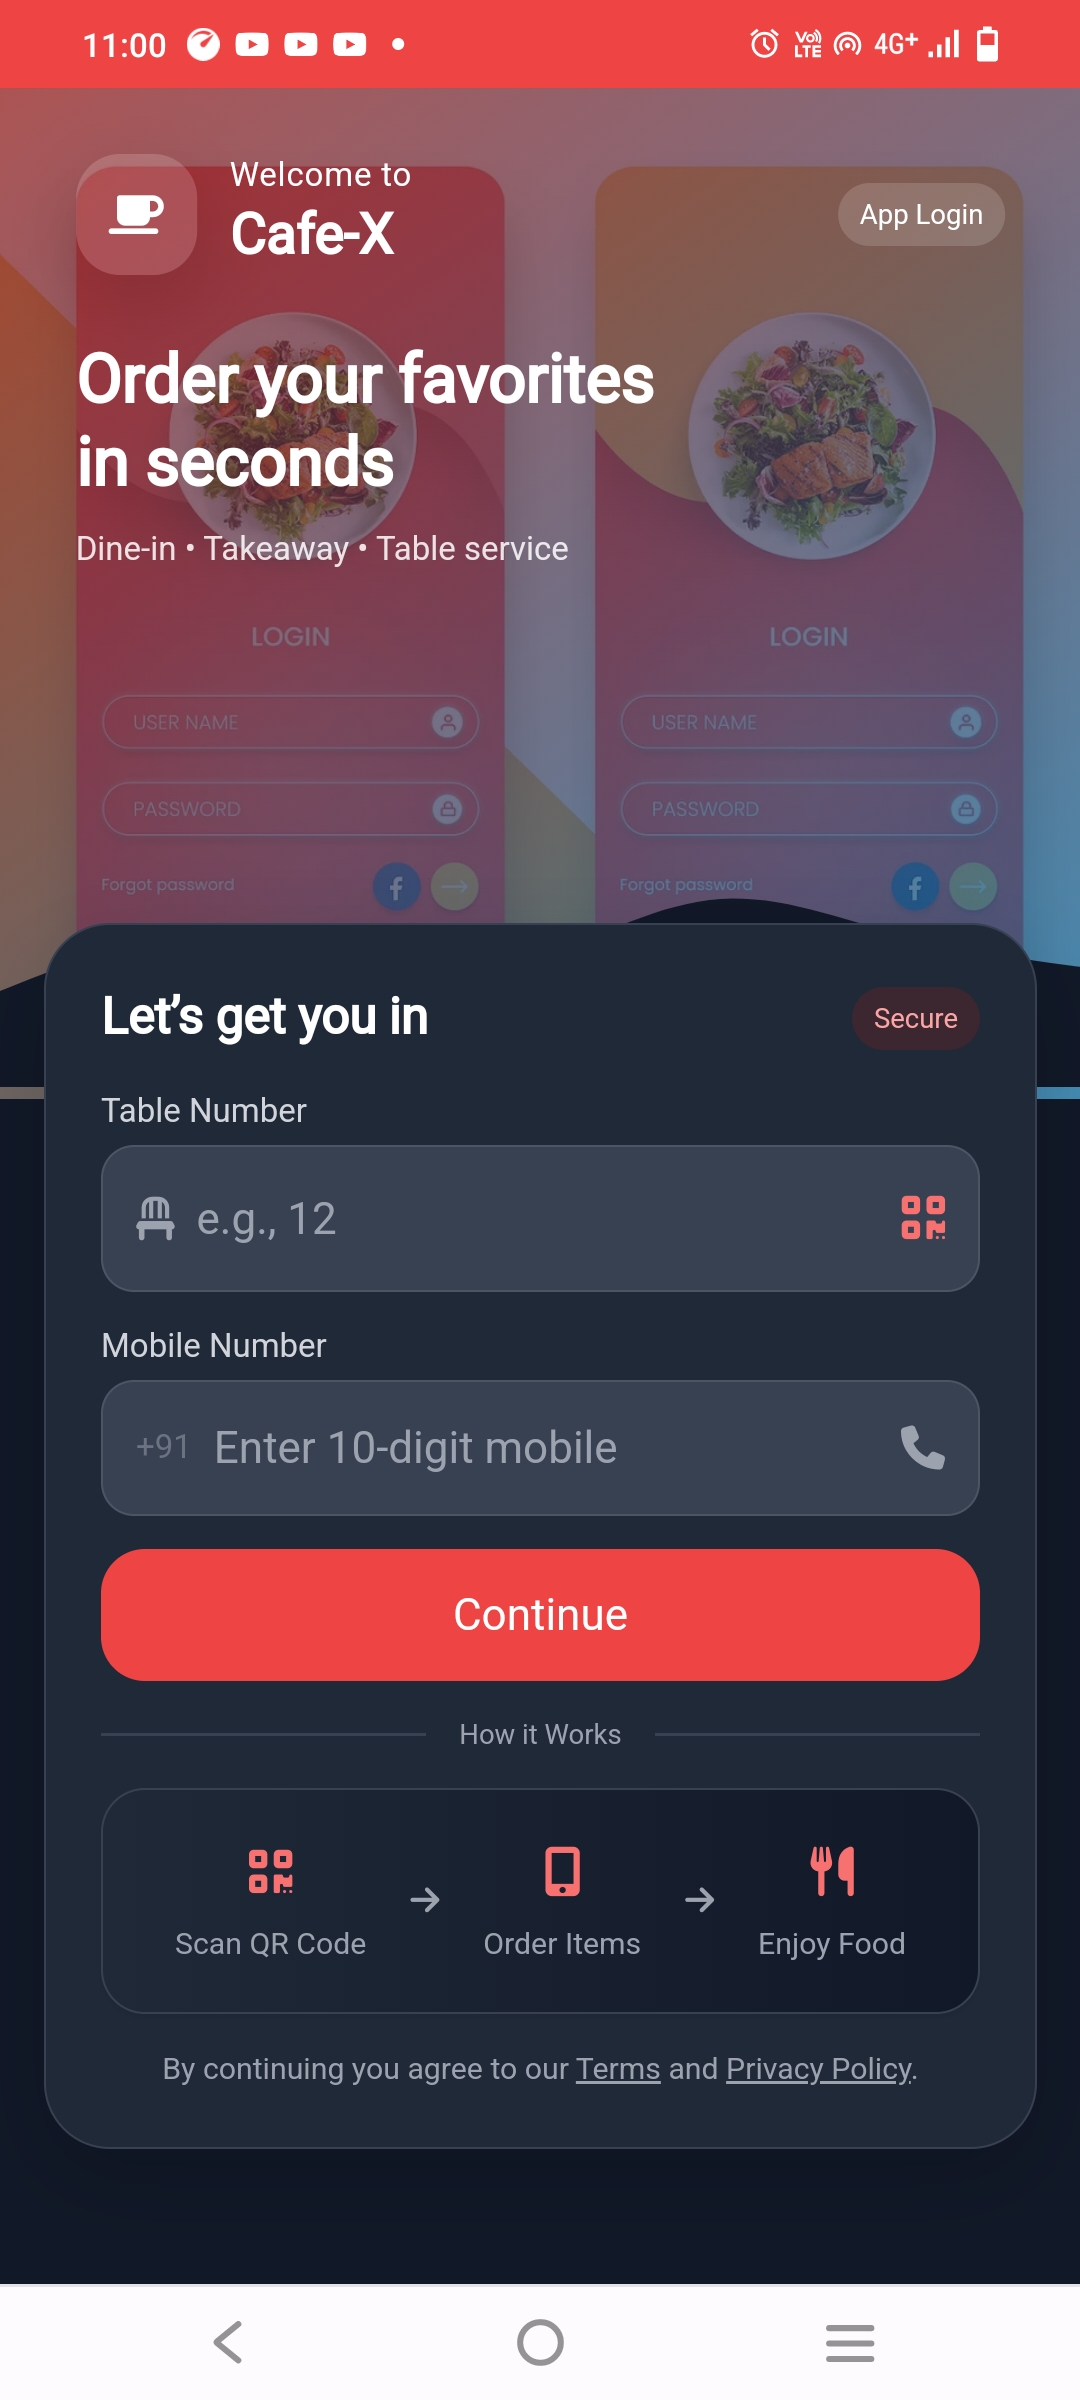 11:00
Vo LTE 4G+
Welcome to
Cafe-X
App Login
Order your favorites
in seconds
Dine-in • Takeaway • Table service
LOGIN
LOGIN
USER NAME
USER NAME
PASSWORD
PASSWORD
Forgot password
Forgot password
Let’s get you in
Secure
Table Number
e.g., 12
Mobile Number
+91 Enter 10-digit mobile
Continue
How it Works
Scan QR Code
Order Items
Enjoy Food
By continuing you agree to our Terms and Privacy Policy.